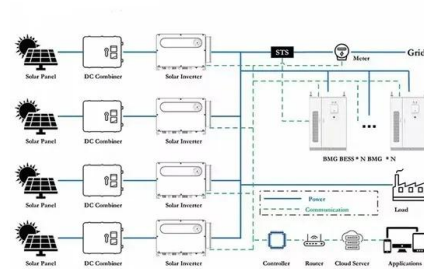 STS
Meter
Grid
Solar Panel DC Combiner Solar Inverter
Solar Panel DC Combiner Solar Inverter
BMG BESS * N BMG * N
Solar Panel DC Combiner Solar Inverter
Power
Communication
Load
Solar Panel DC Combiner Solar Inverter
Controller Router Cloud Server Applications